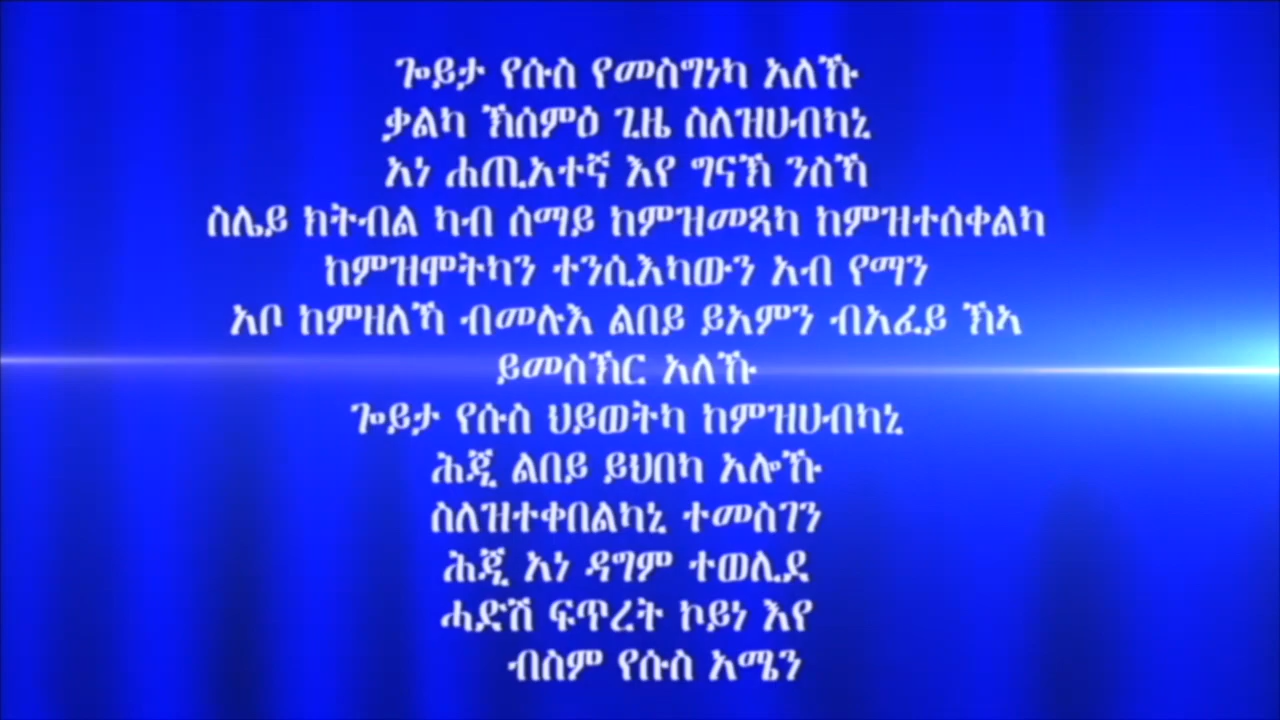 ጐይታ የሱስ የመስግነካ አለኹ
ቃልካ ኽሰምዕ ጊዜ ስለዝሀብካኒ
አነ ሐጢአተኛ እየ ግናኽ ንስኻ
ስሌይ ክትብል ካብ ሰማይ ከምዝመጻካ ከምዝተሰቀልካ
ከምዝሞትካን ተንሲእካውን አብ የማን
አቦ ከምዘለኻ ብመሉእ ልበይ ይአምን ብአፈይ ኽኣ
ይመስኽር አለኹ
ጐይታ የሱስ ህይወትካ ከምዝሀብካኒ
ሕጂ ልበይ ይህበካ አሎኹ
ስለዝተቀበልካኒ ተመስገን
ሕጂ አነ ዳግም ተወሊደ
ሓድሽ ፍጥረት ኮይነ እየ
ብስም የሱስ አሜን